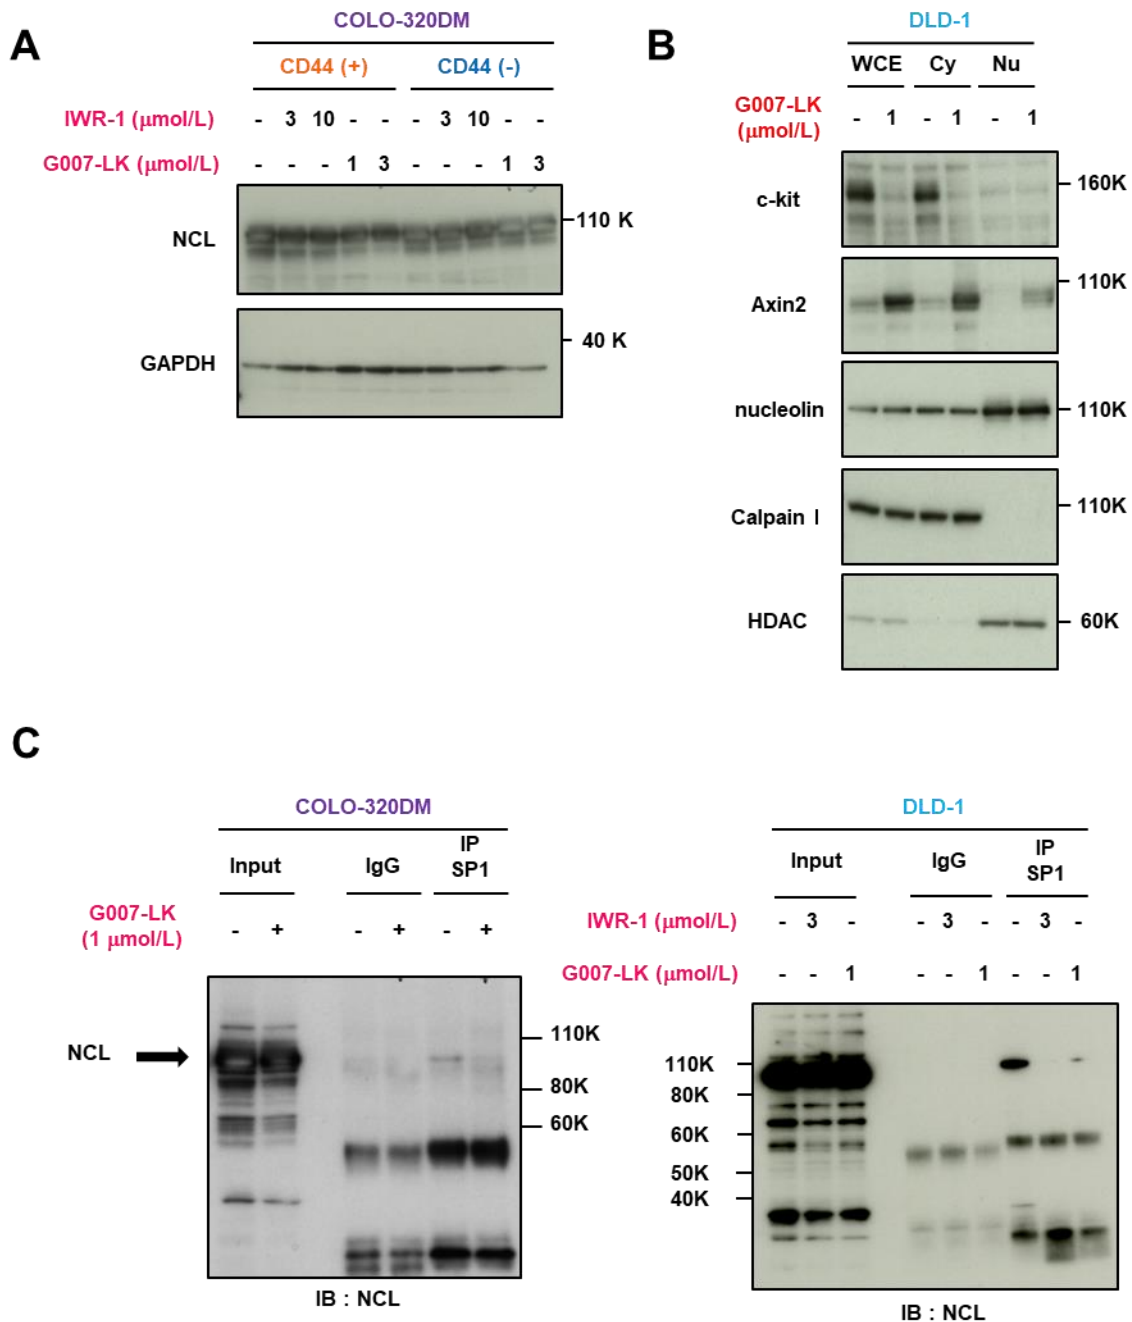 A
COLO-320DM
CD44 (+) CD44 (-)
IWR-1 (μmol/L) - 3 10 - - - 3 10 - -
G007-LK (μmol/L) - - - 1 3 - - - 1 3
NCL
110 K
GAPDH
40 K
B
DLD-1
WCE Cy Nu
G007-LK
(μmol/L) - 1 - 1 - 1
c-kit
160K
Axin2
110K
nucleolin
110K
Calpain I
110K
HDAC
60K
C
COLO-320DM
Input IgG IP
SP1
G007-LK
(1 μmol/L) - + - + - +
NCL
110K
80K
60K
IB : NCL
DLD-1
Input IgG IP
SP1
IWR-1 (μmol/L) - 3 - - 3 - - 3 -
G007-LK (μmol/L) - - 1 - - 1 - - 1
110K
80K
60K
50K
40K
IB : NCL